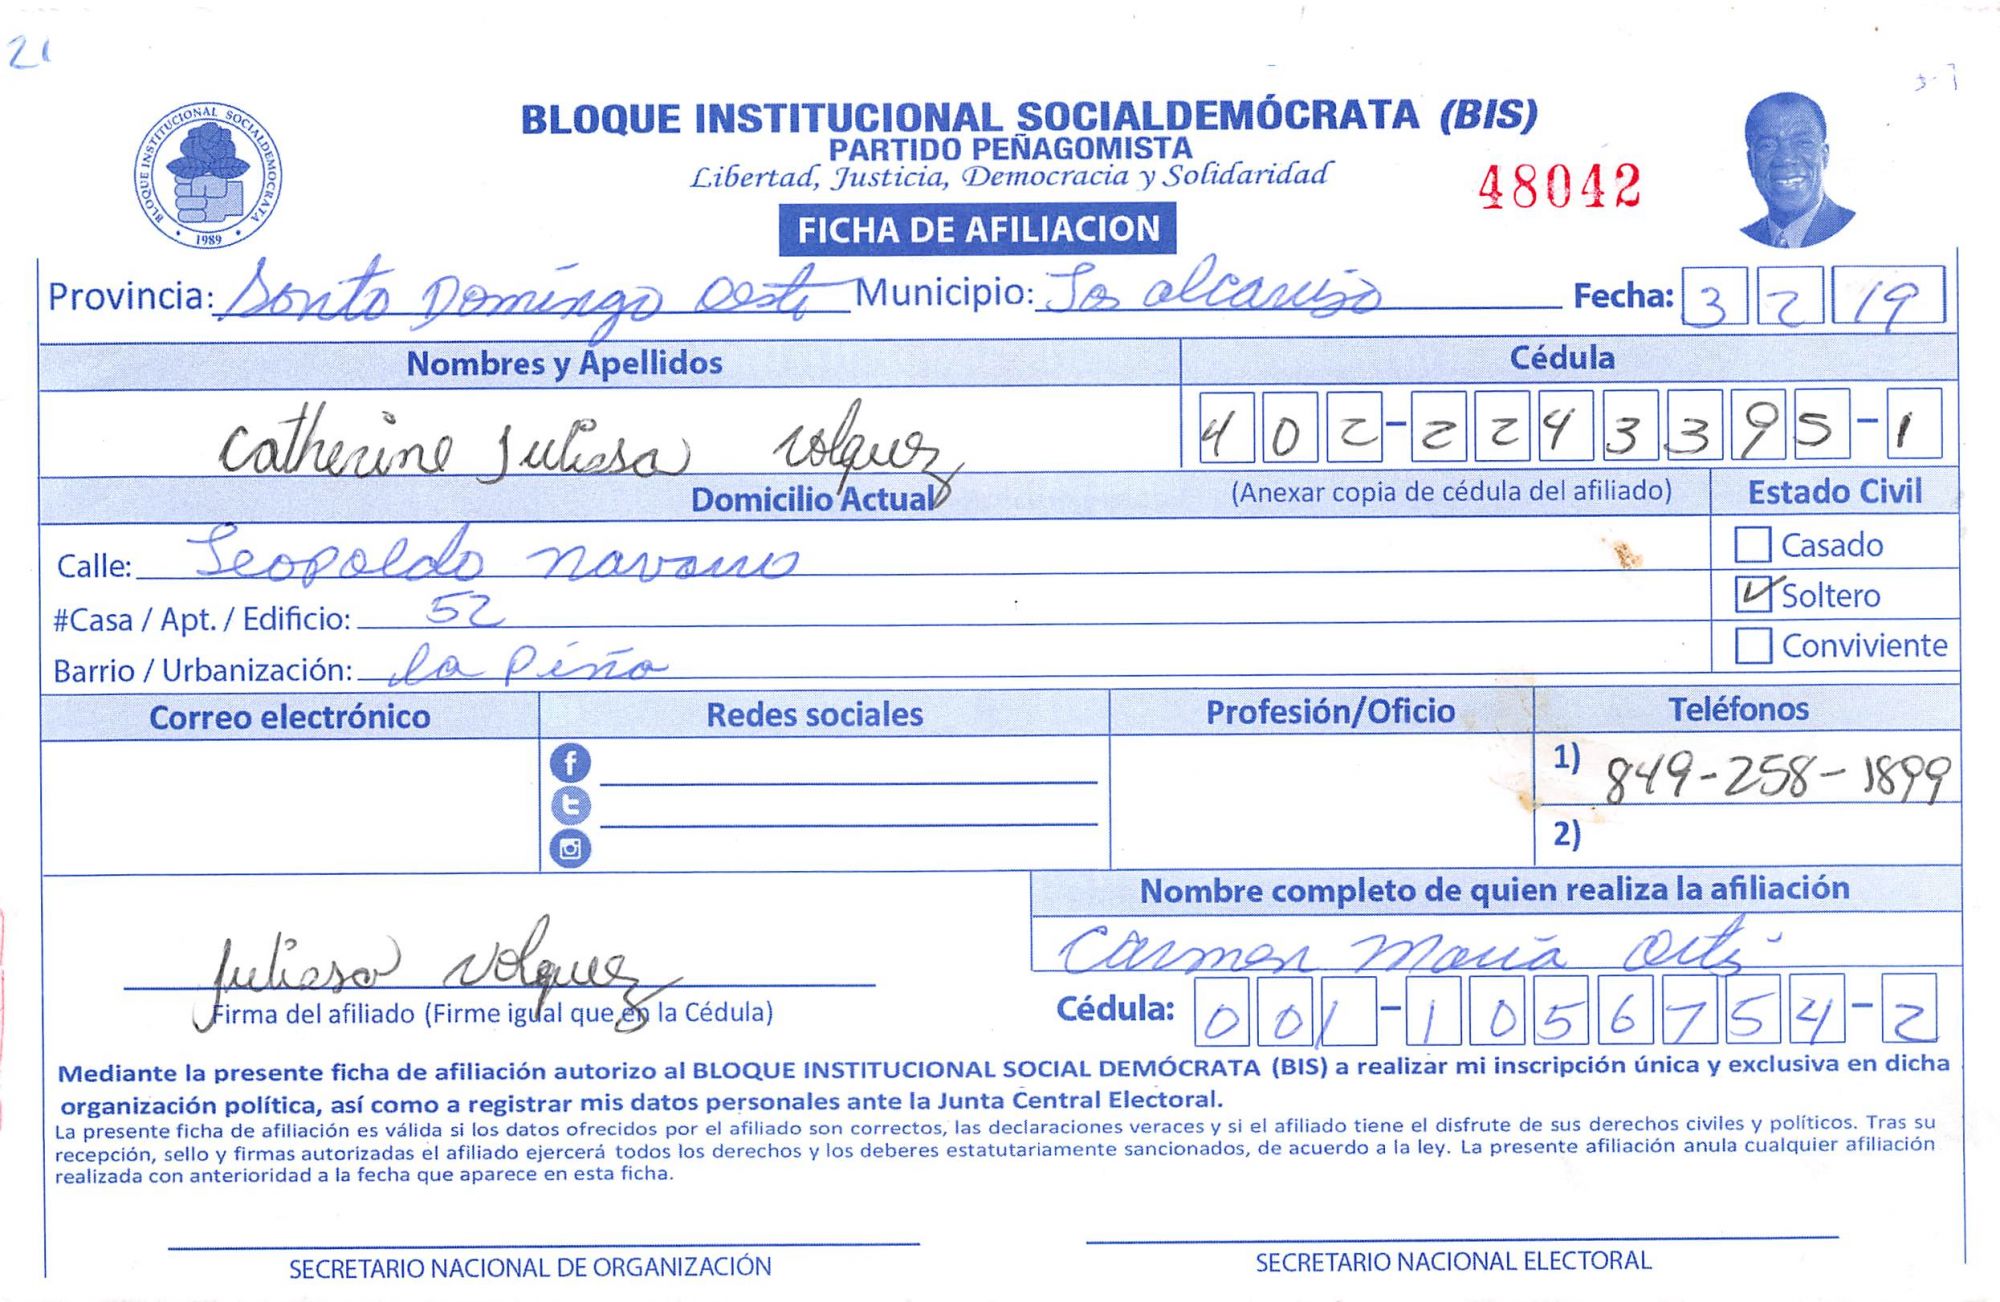 21
BLOQUE INSTITUCIONAL SOCIALDEMÓCRATA (BIS)
PARTIDO PEÑAGOMISTA
Libertad, Justicia, Democracia y Solidaridad
48042
BLOQUE INSTITUCIONAL SOCIALDEMOCRATA
• 1989 •
FICHA DE AFILIACION
Provincia: Santo Domingo Oeste Municipio: Los alcarriso Fecha: 3 2 19
Nombres y Apellidos Cédula
Catherine Juliesa Volquez 402-2243395-1
Domicilio Actual (Anexar copia de cédula del afiliado) Estado Civil
Calle: Leopoldo navarro Casado
#Casa / Apt. / Edificio: 52 Soltero
Barrio / Urbanización: la Piña Conviviente
Correo electrónico Redes sociales Profesión/Oficio Teléfonos
1) 849-258-1899
2)
Nombre completo de quien realiza la afiliación
Juliesa Volquez Carmen María
Firma del afiliado (Firme igual que en la Cédula) Cédula: 001-1056754-2
Mediante la presente ficha de afiliación autorizo al BLOQUE INSTITUCIONAL SOCIAL DEMÓCRATA (BIS) a realizar mi inscripción única y exclusiva en dicha
organización política, así como a registrar mis datos personales ante la Junta Central Electoral.
La presente ficha de afiliación es válida si los datos ofrecidos por el afiliado son correctos, las declaraciones veraces y si el afiliado tiene el disfrute de sus derechos civiles y políticos. Tras su
recepción, sello y firmas autorizadas el afiliado ejercerá todos los derechos y los deberes estatutariamente sancionados, de acuerdo a la ley. La presente afiliación anula cualquier afiliación
realizada con anterioridad a la fecha que aparece en esta ficha.
SECRETARIO NACIONAL DE ORGANIZACIÓN SECRETARIO NACIONAL ELECTORAL